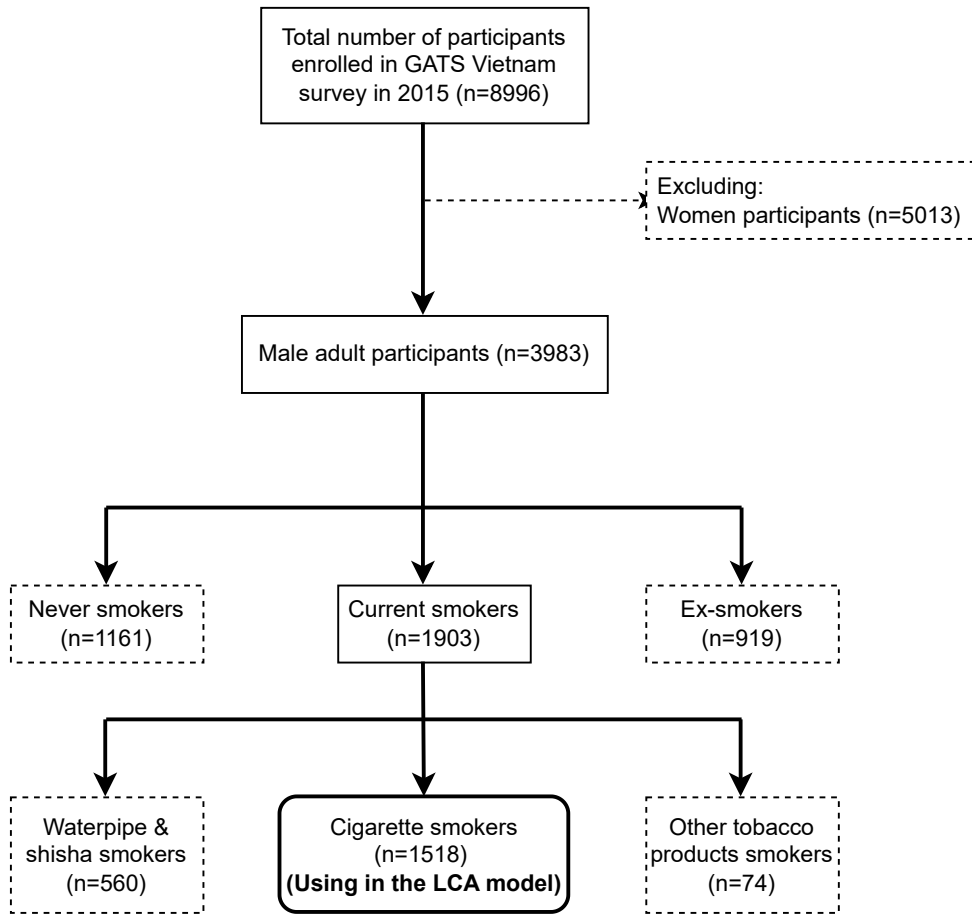 Total number of participants
enrolled in GATS Vietnam
survey in 2015 (n=8996)
Excluding:
Women participants (n=5013)
Male adult participants (n=3983)
Never smokers
(n=1161)
Current smokers
(n=1903)
Ex-smokers
(n=919)
Waterpipe &
shisha smokers
(n=560)
Cigarette smokers
(n=1518)
(Using in the LCA model)
Other tobacco
products smokers
(n=74)